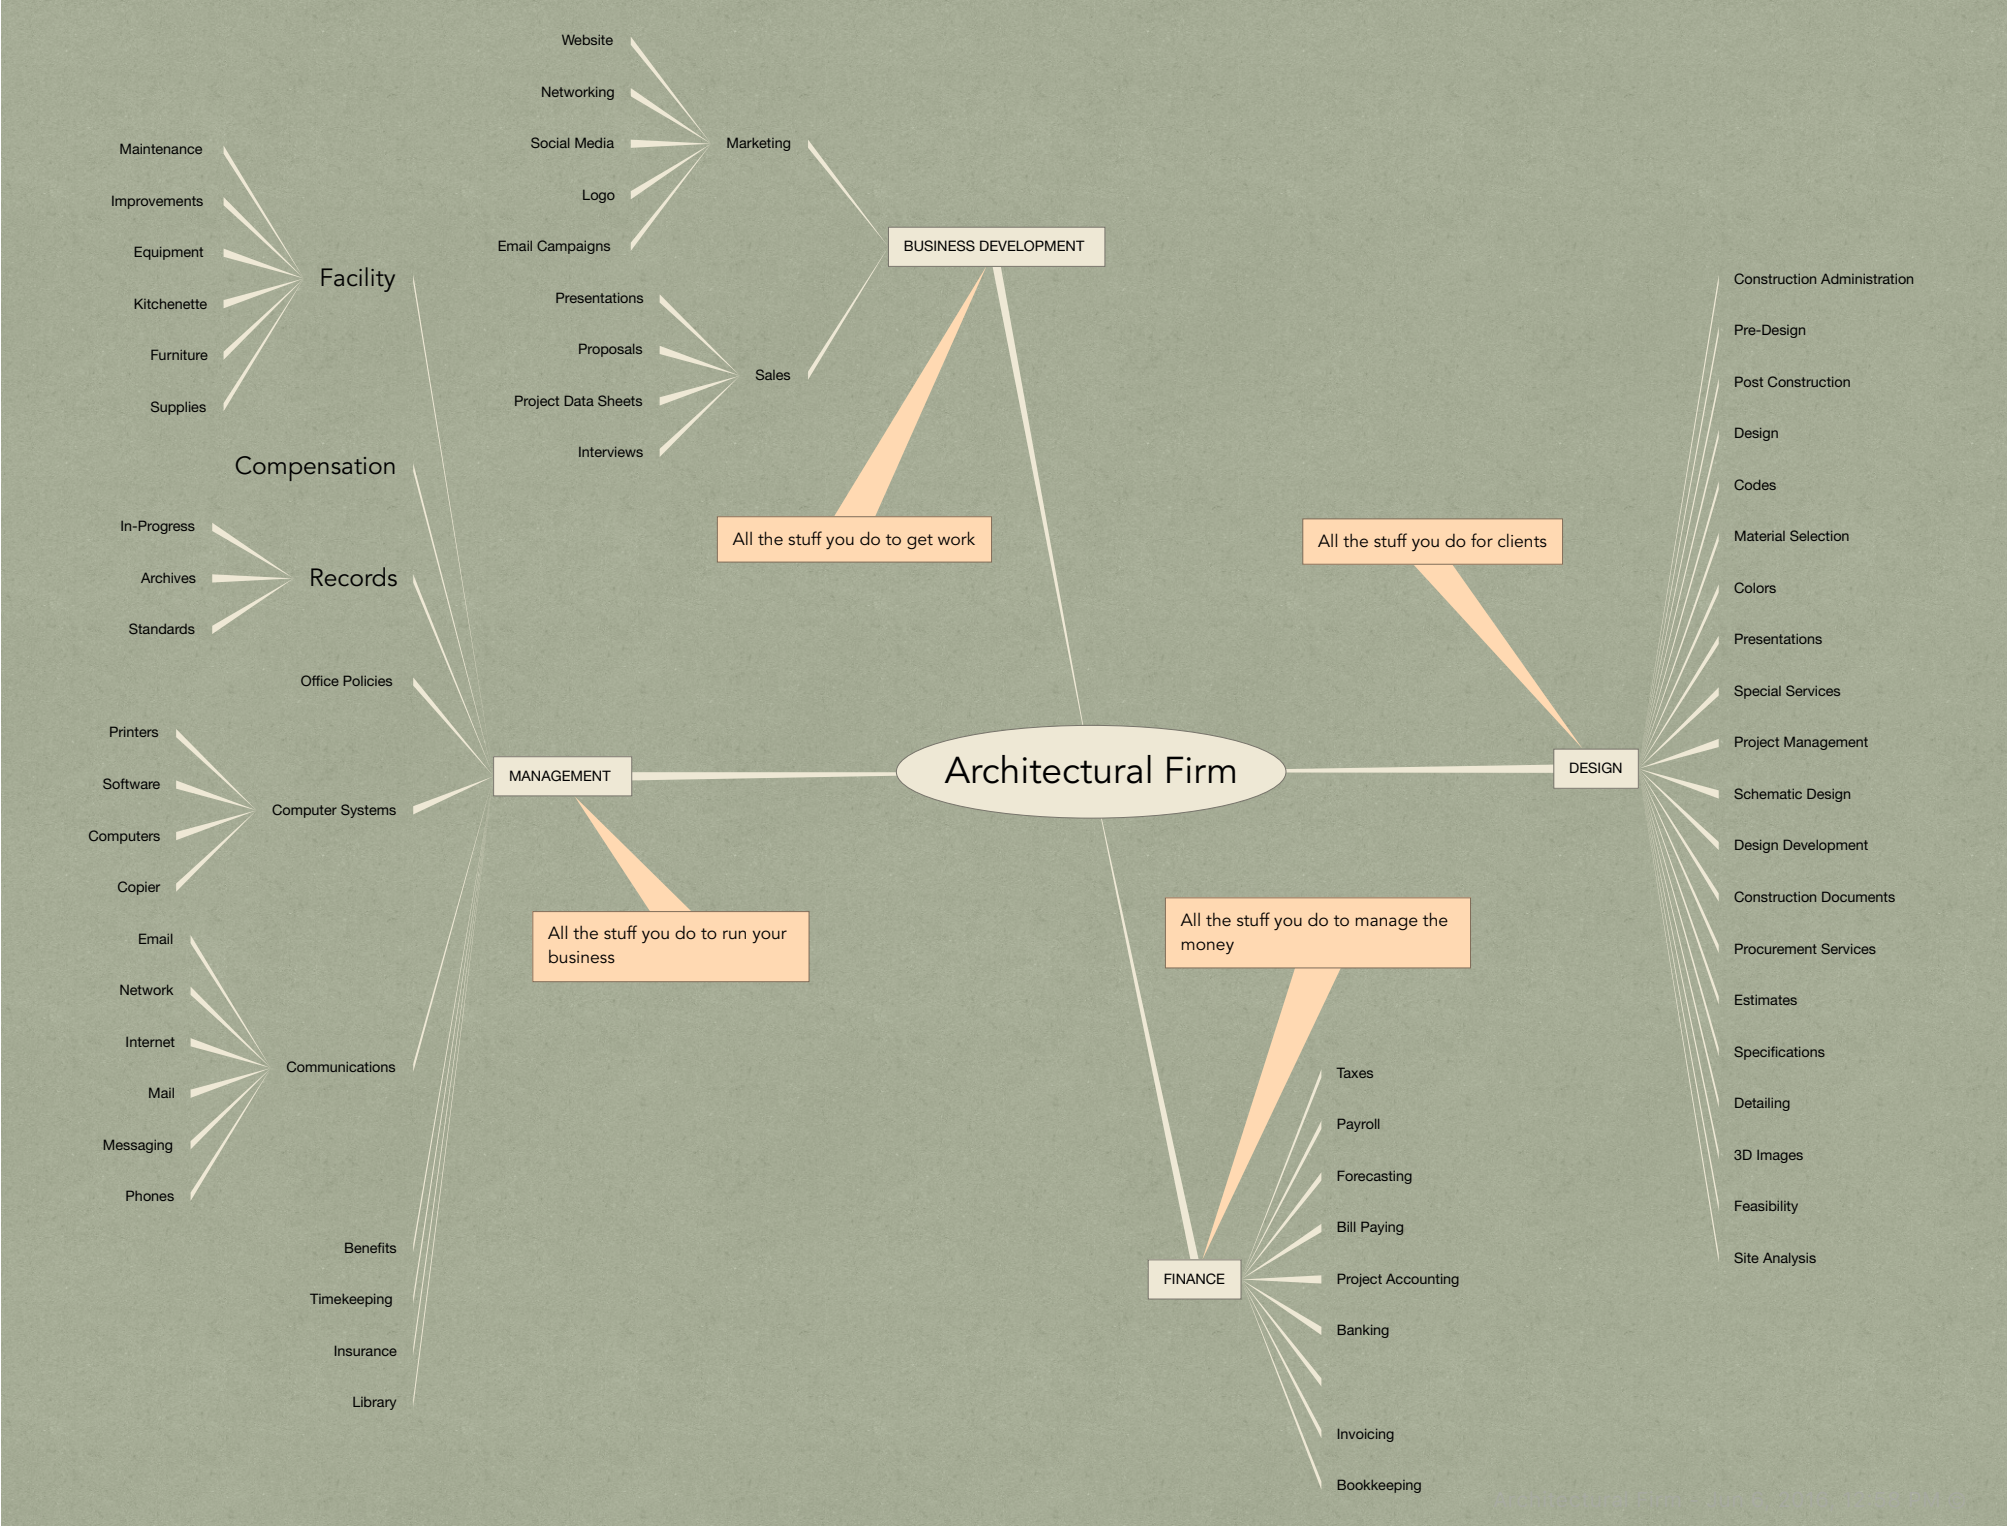 Website
Networking
Social Media
Logo
Email Campaigns
Marketing
Presentations
Proposals
Project Data Sheets
Interviews
Sales
BUSINESS DEVELOPMENT
All the stuff you do to get work
Maintenance
Improvements
Equipment
Kitchenette
Furniture
Supplies
Facility
Compensation
In-Progress
Archives
Standards
Records
Office Policies
Printers
Software
Computers
Copier
Computer Systems
Email
Network
Internet
Mail
Messaging
Phones
Communications
Benefits
Timekeeping
Insurance
Library
MANAGEMENT
All the stuff you do to run your
business
Architectural Firm
All the stuff you do for clients
DESIGN
Construction Administration
Pre-Design
Post Construction
Design
Codes
Material Selection
Colors
Presentations
Special Services
Project Management
Schematic Design
Design Development
Construction Documents
Procurement Services
Estimates
Specifications
Detailing
3D Images
Feasibility
Site Analysis
All the stuff you do to manage the
money
FINANCE
Taxes
Payroll
Forecasting
Bill Paying
Project Accounting
Banking
Invoicing
Bookkeeping